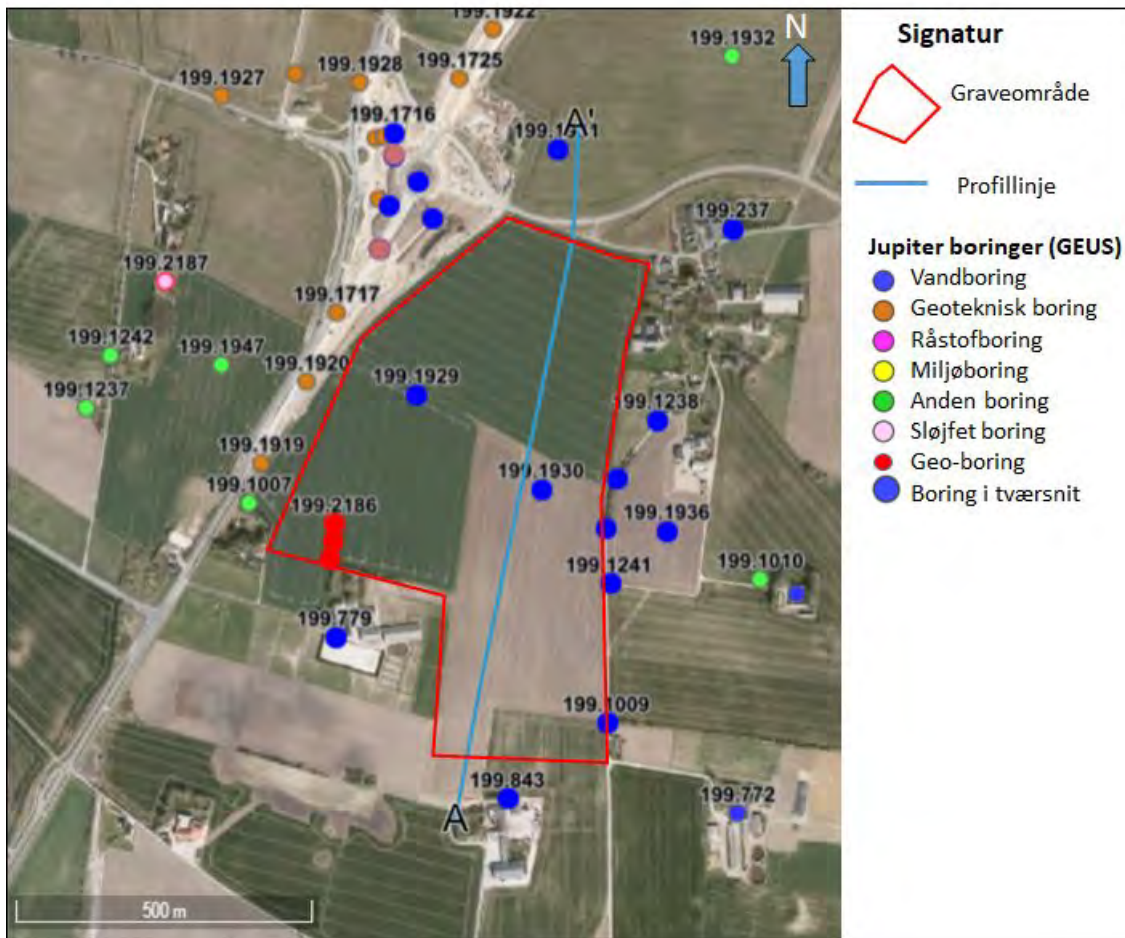 199.1922
N
199.1932
199.1928
199.1725
199.1927
199.1716
A'
199.237
199.2187
199.1717
199.1242
199.1947
199.1920
199.1237
199.1929
199.1238
199.1919
199.1930
199.1007
199.2186
199.1936
199.1010
199.1241
199.779
199.1009
199.843
199.772
A
500 m
Signatur
Graveområde
Profillinje
Jupiter boringer (GEUS)
Vandboring
Geoteknisk boring
Råstofboring
Miljøboring
Anden boring
Sløjfet boring
Geo-boring
Boring i tværsnit